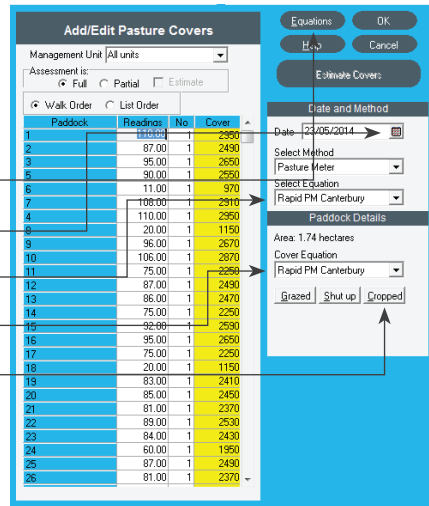 Add/Edit Pasture Covers
Management Unit All units
Assessment is:
Full Partial Estimate
Walk Order List Order
Paddock Readings No. Cover
1 110.00 1 2950
2 87.00 1 2490
3 95.00 1 2650
5 90.00 1 2550
6 11.00 1 970
7 108.00 1 2910
4 110.00 1 2950
8 20.00 1 1150
9 96.00 1 2670
10 106.00 1 2870
11 75.00 1 2250
12 87.00 1 2490
13 86.00 1 2470
14 75.00 1 2250
15 92.00 1 2590
16 95.00 1 2650
17 75.00 1 2250
18 20.00 1 1150
19 83.00 1 2410
20 85.00 1 2450
21 81.00 1 2370
22 89.00 1 2530
23 84.00 1 2430
24 60.00 1 1950
25 87.00 1 2490
26 81.00 1 2370
Equations OK
Help Cancel
Estimate Covers
Date and Method
Date 23/05/2014
Select Method
Pasture Meter
Select Equation
Rapid PM Canterbury
Paddock Details
Area: 1.74 hectares
Cover Equation
Rapid PM Canterbury
Grazed Shut up Cropped